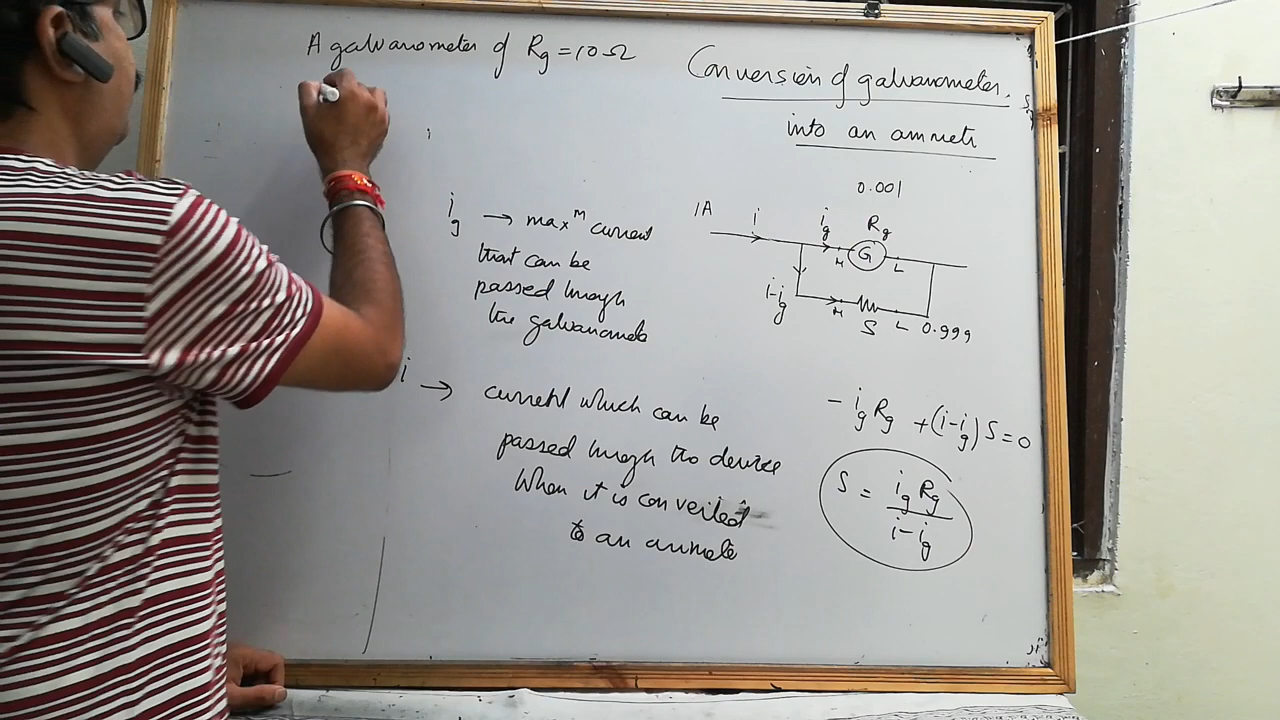 A galvanometer of Rg = 10 Ω
Conversion of galvanometer
into an ammeter
i
ig → maxᵐ current
that can be
passed through
the galvanometer
i → current which can be
passed through the device
When it is converted
to an ammeter
0.001
1A i ig Rg
G
H L
i-ig
H S L 0.999
- ig Rg + (i-ig) S = 0
S = ig Rg / i - ig